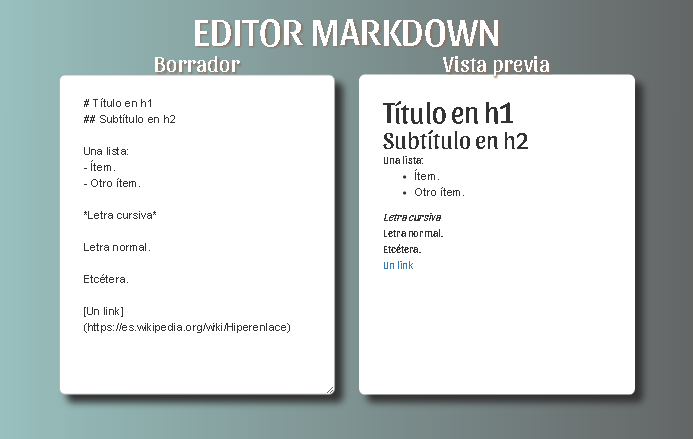 EDITOR MARKDOWN
Borrador
# Título en h1
## Subtítulo en h2
Una lista:
- Ítem.
- Otro ítem.
*Letra cursiva*
Letra normal.
Etcétera.
[Un link]
(https://es.wikipedia.org/wiki/Hiperenlace)
Vista previa
Título en h1
Subtítulo en h2
Una lista:
• Ítem.
• Otro ítem.
Letra cursiva
Letra normal.
Etcétera.
Un link